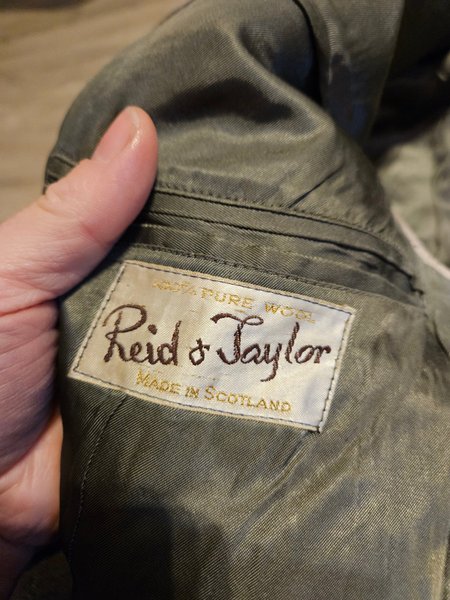 100% PURE WOOL
Reid & Taylor
MADE IN SCOTLAND